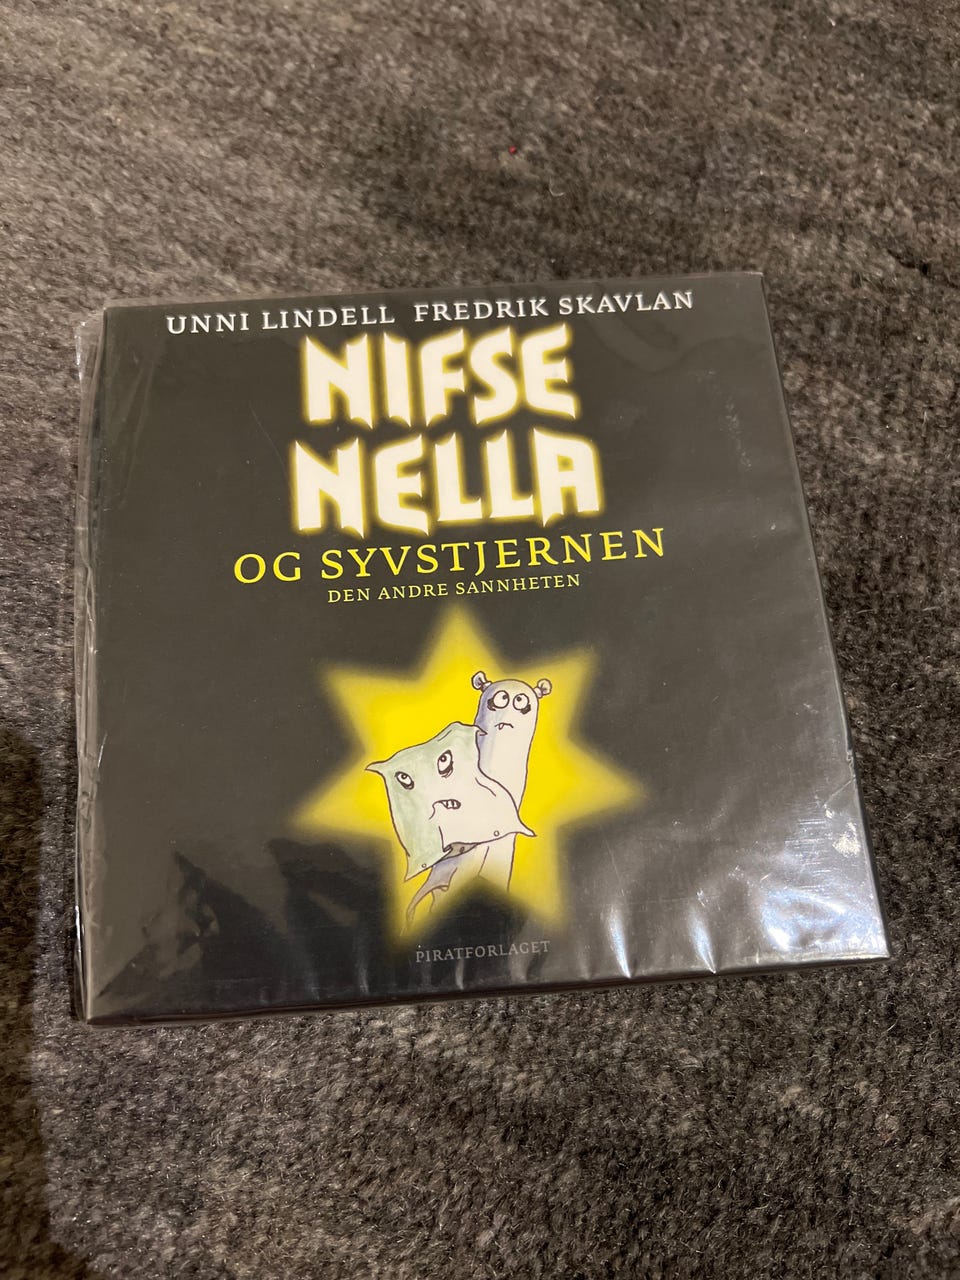 UNNI LINDELL FREDRIK SKAVLAN
NIFSE
NELLA
OG SYVSTJERNEN
DEN ANDRE SANNHETEN
PIRATFORLAGET